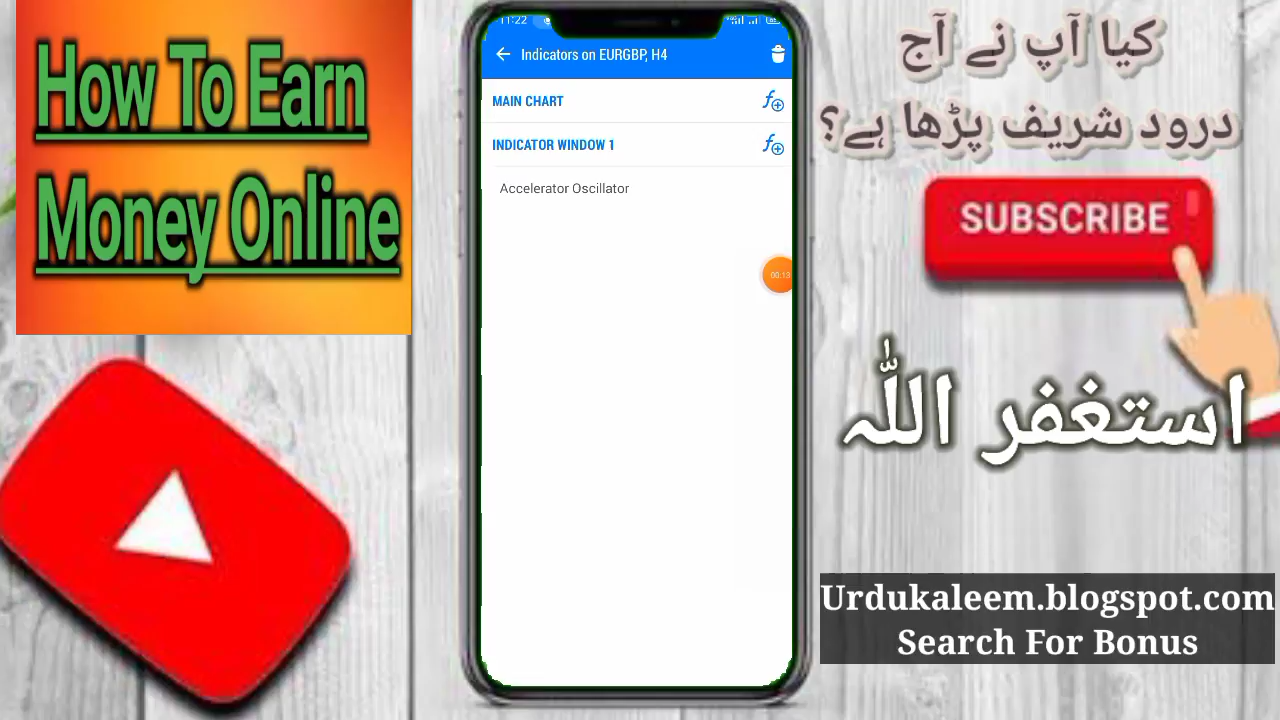 How To Earn
Money Online
11:22
Indicators on EURGBP, H4
MAIN CHART
INDICATOR WINDOW 1
Accelerator Oscillator
00:13
کیا آپ نے آج
درود شریف پڑھا ہے؟
SUBSCRIBE
استغفر اللّٰہ
Urdukaleem.blogspot.com
Search For Bonus